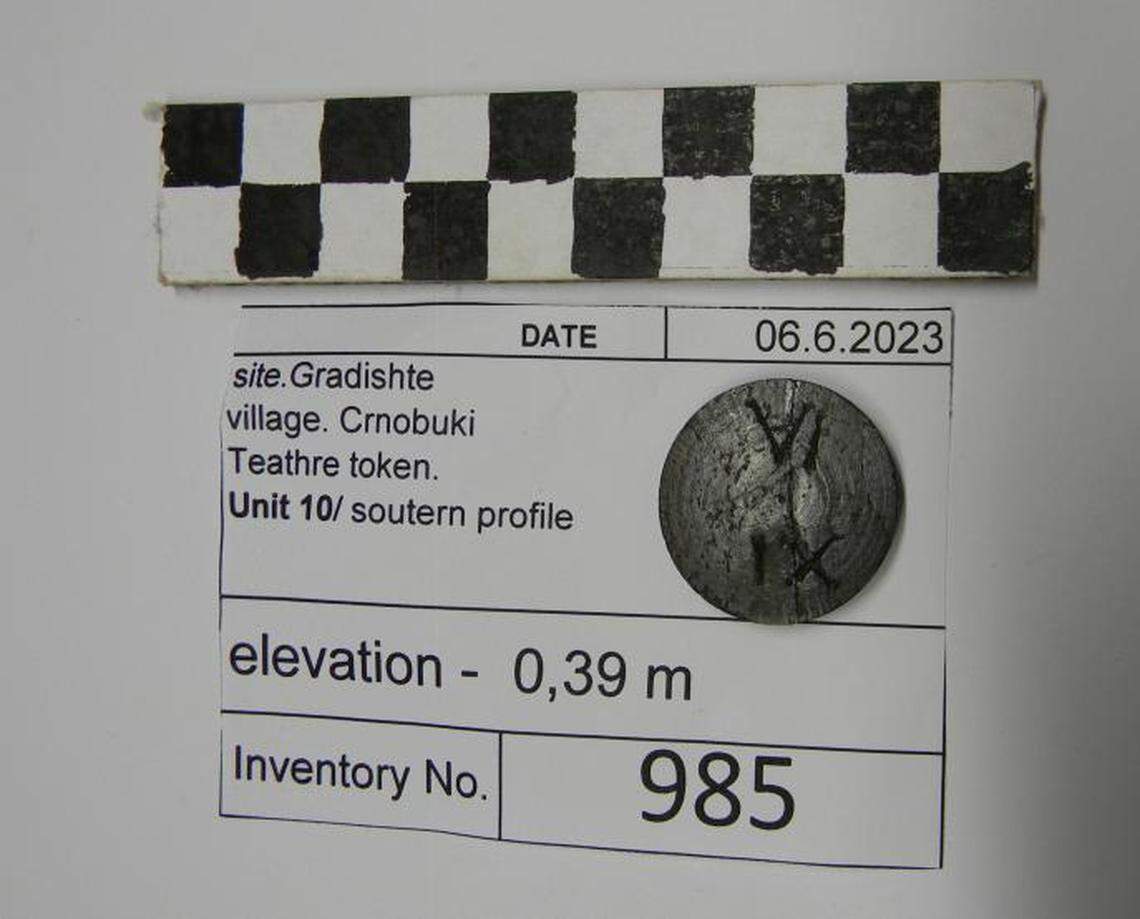 DATE 06.6.2023
site.Gradishte
village. Crnobuki
Teathre token.
Unit 10/ soutern profile
elevation - 0,39 m
Inventory No. 985